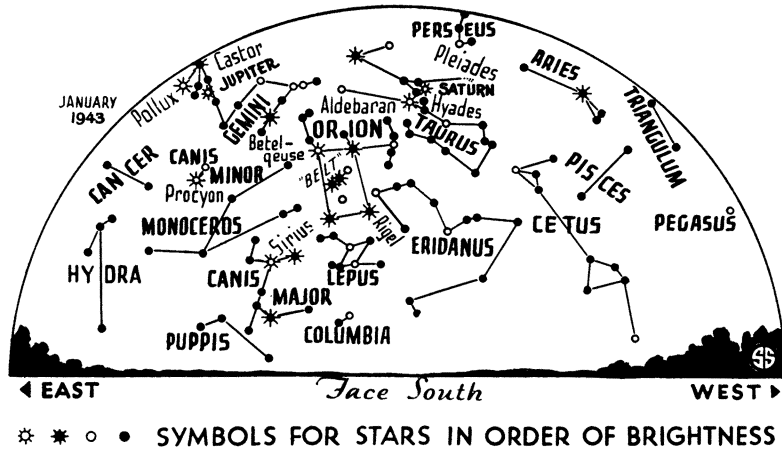 PERSEUS
Castor
Pleiades
JUPITER
ARIES
SATURN
JANUARY
1943
Pollux
Aldebaran
Hyades
GEMINI
TRIANGULUM
ORION
TAURUS
Betel-
geuse
CANCER
CANIS
MINOR
"BELT"
PISCES
Procyon
MONOCEROS
Sirius
Rigel
CETUS
PEGASUS
ERIDANUS
HYDRA
CANIS
MAJOR
LEPUS
PUPPIS
COLUMBIA
SS
EAST
Face South
WEST
SYMBOLS FOR STARS IN ORDER OF BRIGHTNESS